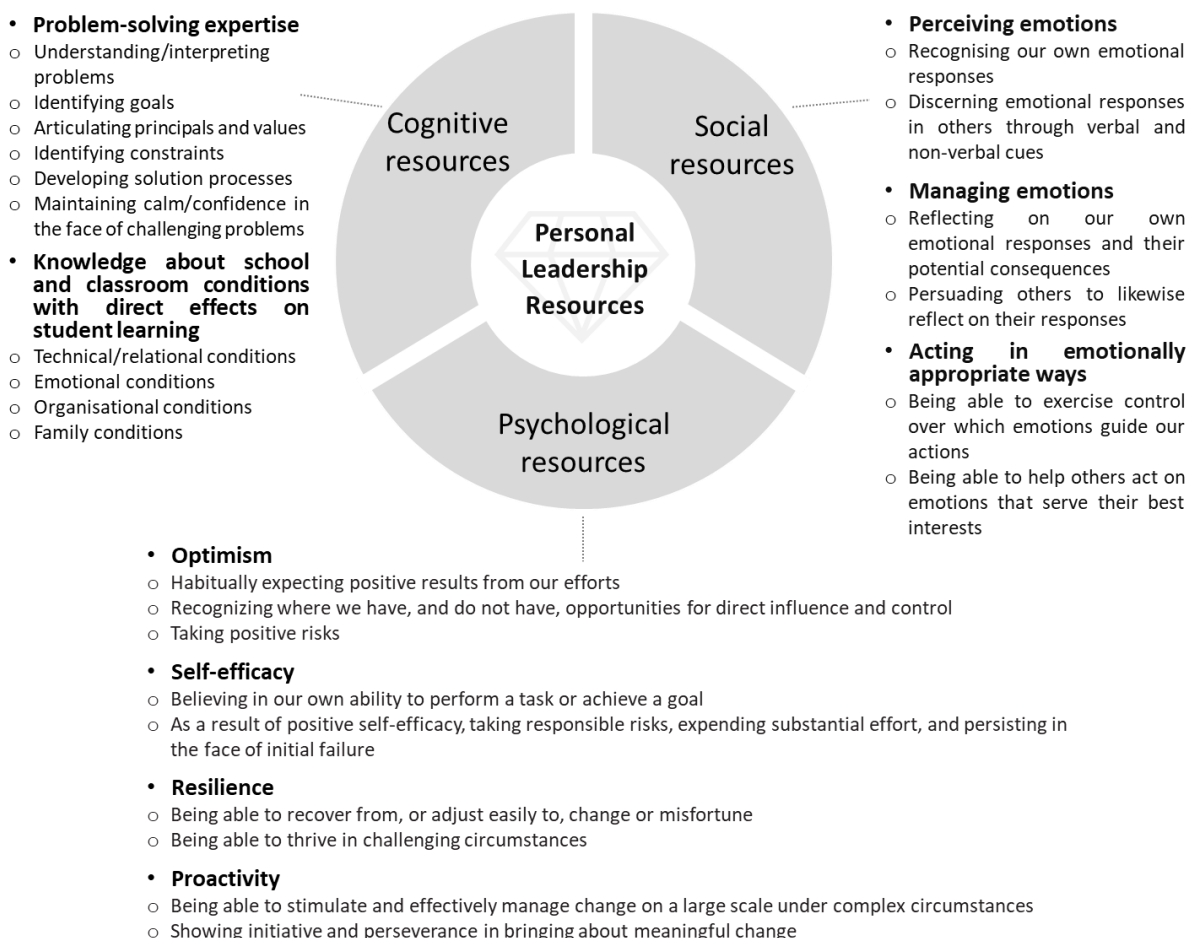 • Problem-solving expertise
o Understanding/interpreting
problems
o Identifying goals
o Articulating principals and values
o Identifying constraints
o Developing solution processes
o Maintaining calm/confidence in
the face of challenging problems
• Knowledge about school
and classroom conditions
with direct effects on
student learning
o Technical/relational conditions
o Emotional conditions
o Organisational conditions
o Family conditions
Cognitive
resources
Social
resources
Personal
Leadership
Resources
Psychological
resources
• Perceiving emotions
o Recognising our own emotional
responses
o Discerning emotional responses
in others through verbal and
non-verbal cues
• Managing emotions
o Reflecting on our own
emotional responses and their
potential consequences
o Persuading others to likewise
reflect on their responses
• Acting in emotionally
appropriate ways
o Being able to exercise control
over which emotions guide our
actions
o Being able to help others act on
emotions that serve their best
interests
• Optimism
o Habitually expecting positive results from our efforts
o Recognizing where we have, and do not have, opportunities for direct influence and control
o Taking positive risks
• Self-efficacy
o Believing in our own ability to perform a task or achieve a goal
o As a result of positive self-efficacy, taking responsible risks, expending substantial effort, and persisting in
the face of initial failure
• Resilience
o Being able to recover from, or adjust easily to, change or misfortune
o Being able to thrive in challenging circumstances
• Proactivity
o Being able to stimulate and effectively manage change on a large scale under complex circumstances
o Showing initiative and perseverance in bringing about meaningful change